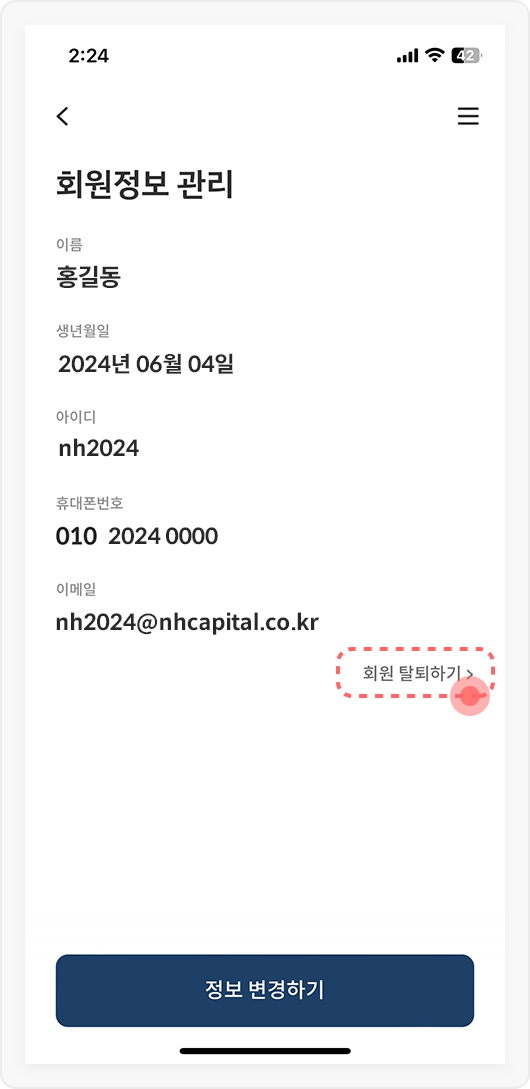 2:24
42
회원정보 관리
이름
홍길동
생년월일
2024년 06월 04일
아이디
nh2024
휴대폰번호
010 2024 0000
이메일
nh2024@nhcapital.co.kr
회원 탈퇴하기 >
정보 변경하기